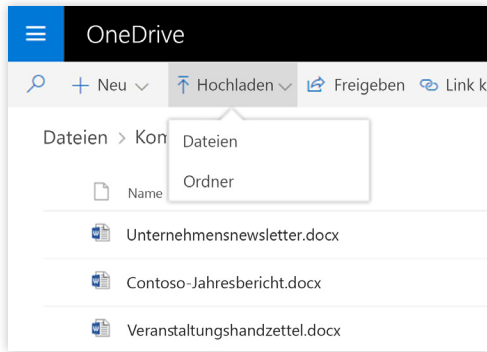 OneDrive
Neu Hochladen Freigeben Link k
Dateien > Kom
Dateien
Ordner
Name
Unternehmensnewsletter.docx
Contoso-Jahresbericht.docx
Veranstaltungshandzettel.docx